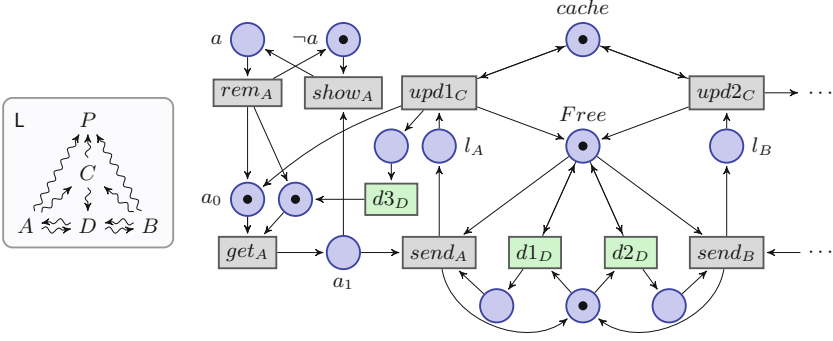 cache
a ¬a
rem_A show_A upd1_C upd2_C ...
L P
Free
C l_A l_B
a_0 d3_D
A D B
get_A send_A d1_D d2_D send_B ...
a_1